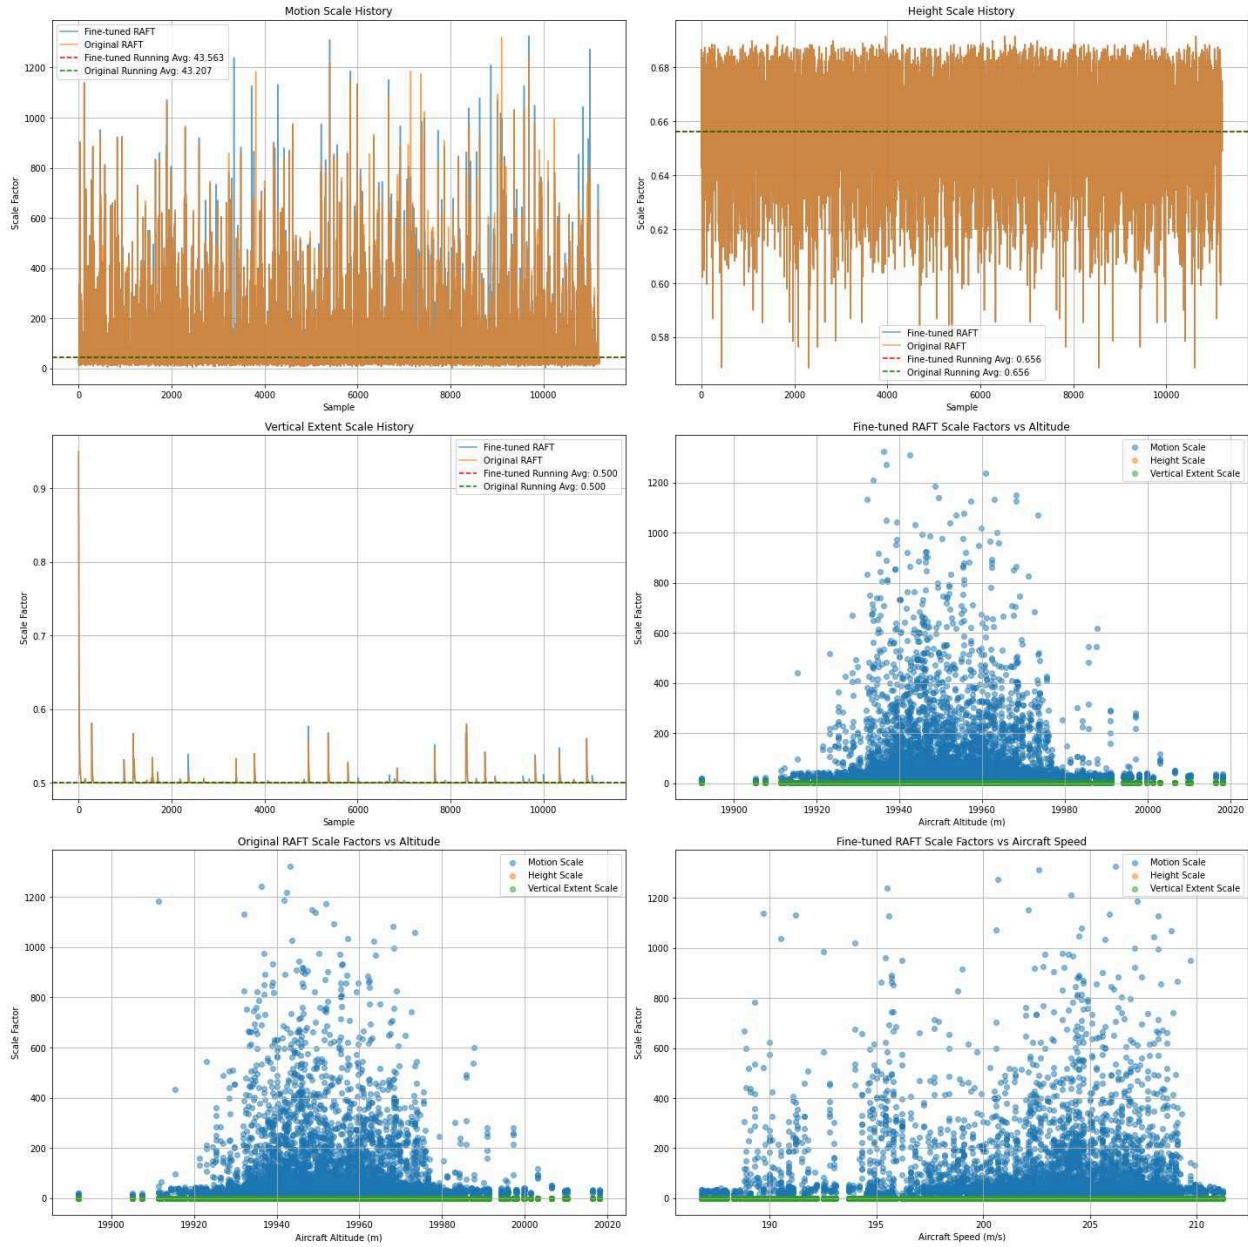 Motion Scale History
Fine-tuned RAFT
Original RAFT
Fine-tuned Running Avg: 43.563
Original Running Avg: 43.207
Scale Factor
1200
1000
800
600
400
200
0
0
2000
4000
6000
8000
10000
Sample
Height Scale History
Scale Factor
0.68
0.66
0.64
0.62
0.60
0.58
Fine-tuned RAFT
Original RAFT
Fine-tuned Running Avg: 0.656
Original Running Avg: 0.656
0
2000
4000
6000
8000
10000
Sample
Vertical Extent Scale History
Fine-tuned RAFT
Original RAFT
Fine-tuned Running Avg: 0.500
Original Running Avg: 0.500
Scale Factor
0.9
0.8
0.7
0.6
0.5
0
2000
4000
6000
8000
10000
Sample
Fine-tuned RAFT Scale Factors vs Altitude
Motion Scale
Height Scale
Vertical Extent Scale
Scale Factor
1200
1000
800
600
400
200
0
19900
19920
19940
19960
19980
20000
20020
Aircraft Altitude (m)
Original RAFT Scale Factors vs Altitude
Motion Scale
Height Scale
Vertical Extent Scale
Scale Factor
1200
1000
800
600
400
200
0
19900
19920
19940
19960
19980
20000
20020
Aircraft Altitude (m)
Fine-tuned RAFT Scale Factors vs Aircraft Speed
Motion Scale
Height Scale
Vertical Extent Scale
Scale Factor
1200
1000
800
600
400
200
0
190
195
200
205
210
Aircraft Speed (m/s)